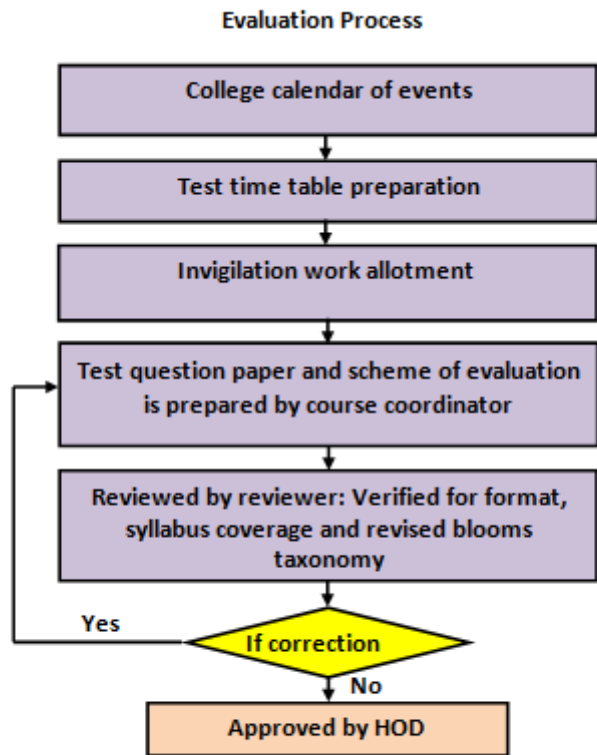 Evaluation Process
College calendar of events
Test time table preparation
Invigilation work allotment
Test question paper and scheme of evaluation
is prepared by course coordinator
Reviewed by reviewer: Verified for format,
syllabus coverage and revised blooms
taxonomy
Yes
If correction
No
Approved by HOD